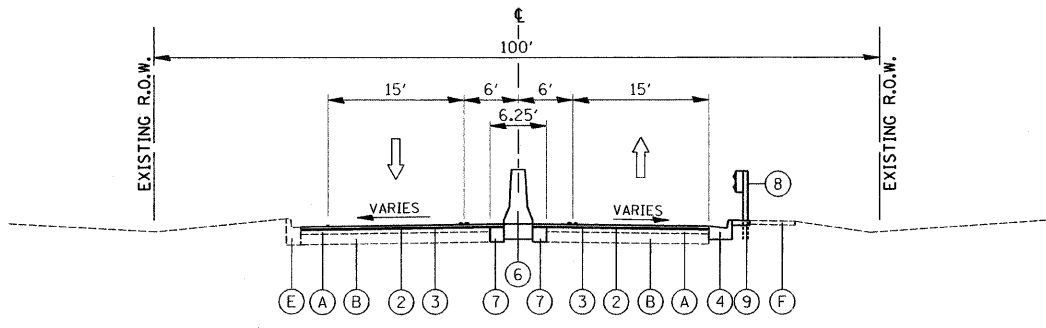 ℄
100'
EXISTING R.O.W.
EXISTING R.O.W.
15' 6' 6' 15'
6.25'
8
VARIES VARIES
6
E A B 2 3 7 7 3 2 B A 4 9 F